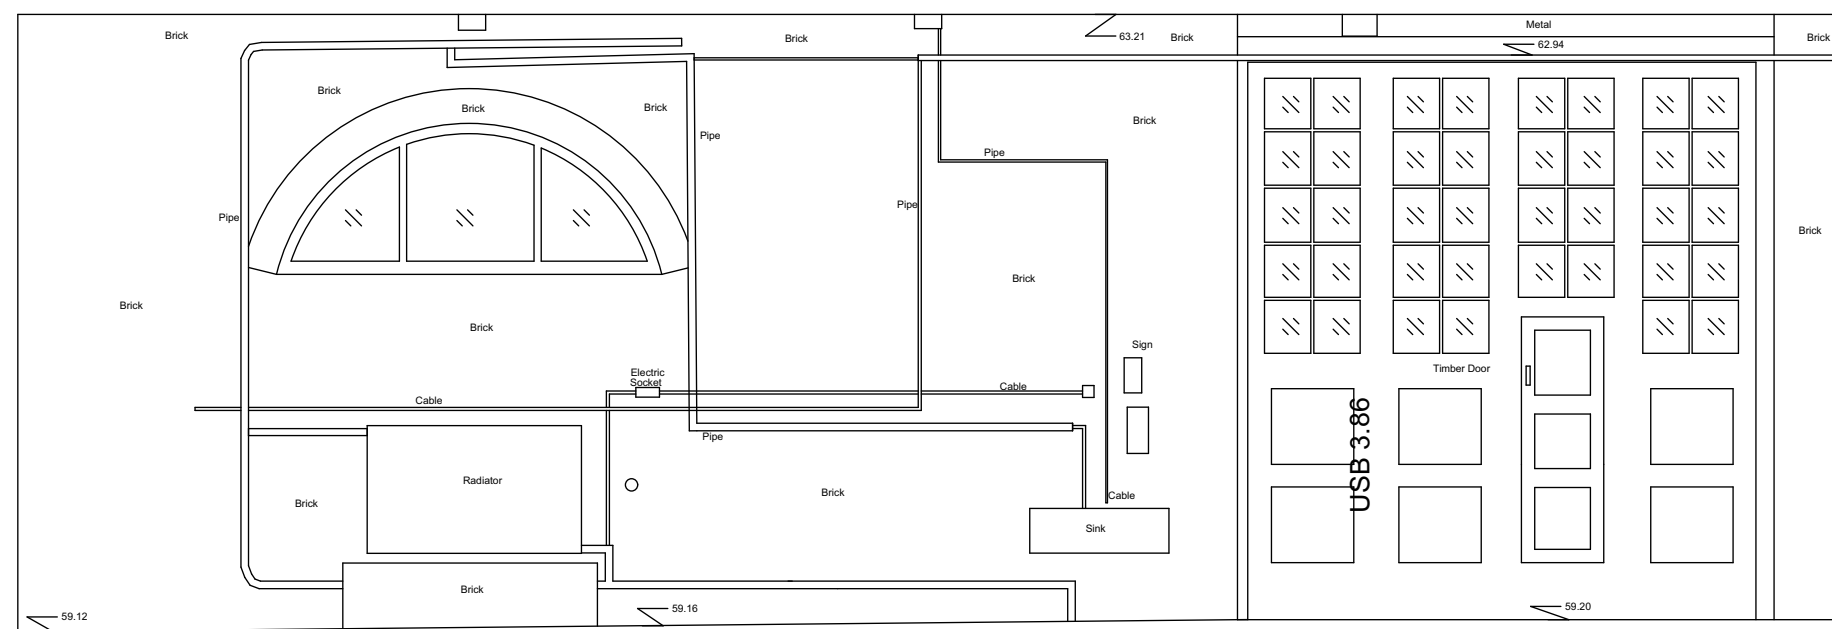 Metal
Brick
Brick
63.21
Brick
Brick
62.94
Brick
Brick
Brick
Brick
Pipe
Pipe
Pipe
Pipe
Brick
Brick
Brick
Brick
Sign
Timber Door
Electric
Socket
Cable
Cable
USB 3.86
Pipe
Radiator
Brick
Brick
Cable
Sink
Brick
59.12
59.16
59.20